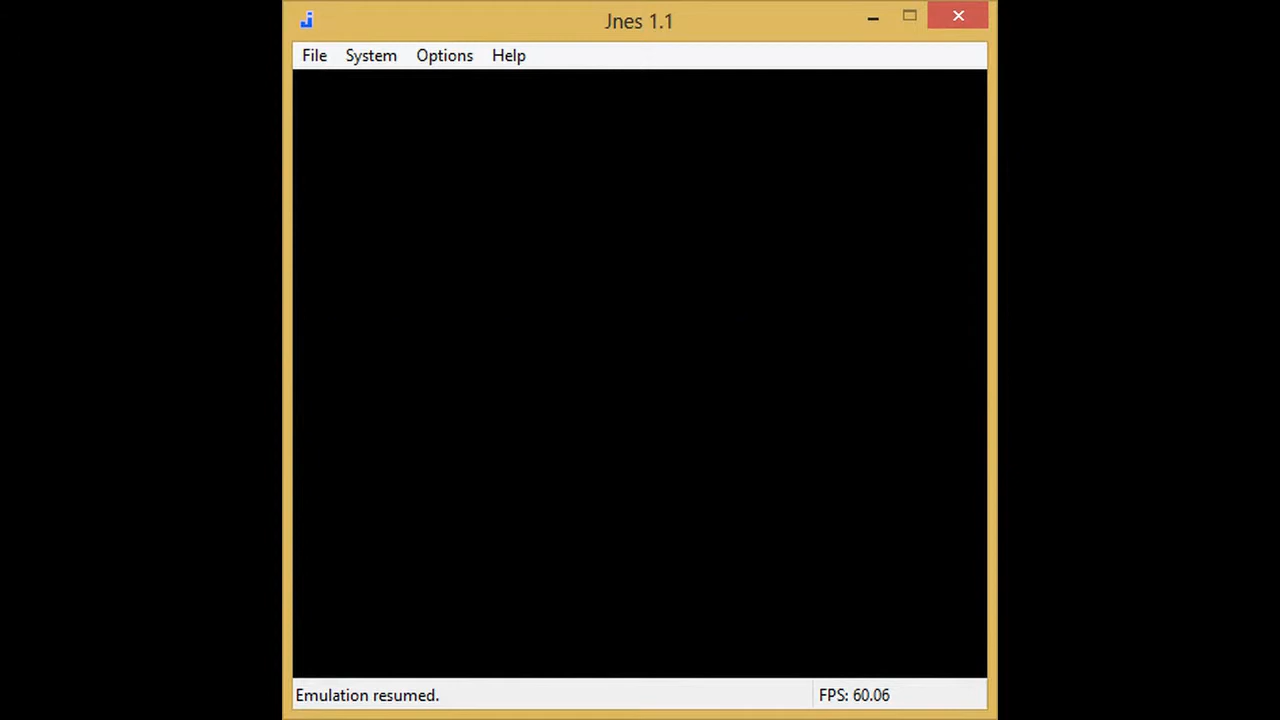 Jnes 1.1
File System Options Help
Emulation resumed. FPS: 60.06